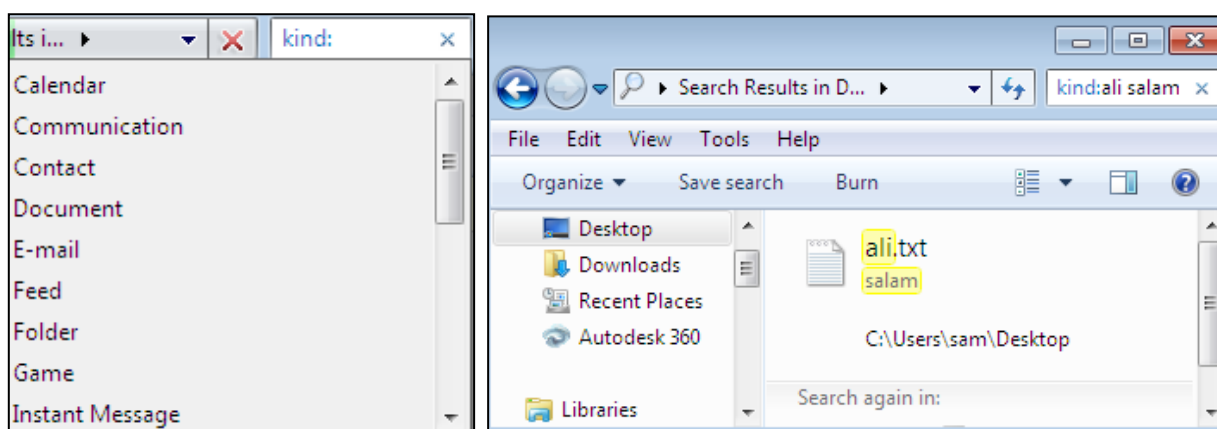 lts i...
kind:
Calendar
Communication
Contact
Document
E-mail
Feed
Folder
Game
Instant Message
Search Results in D...
kind:ali salam
File Edit View Tools Help
Organize Save search Burn
Desktop
Downloads
Recent Places
Autodesk 360
Libraries
ali.txt
salam
C:\Users\sam\Desktop
Search again in: